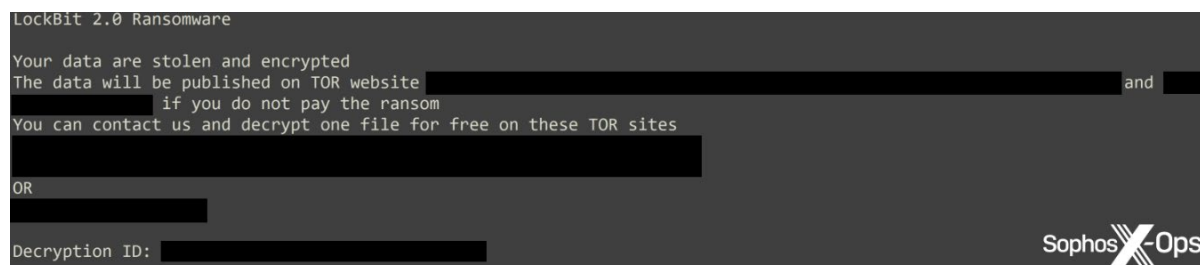 LockBit 2.0 Ransomware
Your data are stolen and encrypted
The data will be published on TOR website and
if you do not pay the ransom
You can contact us and decrypt one file for free on these TOR sites
OR
Decryption ID:
Sophos X-Ops